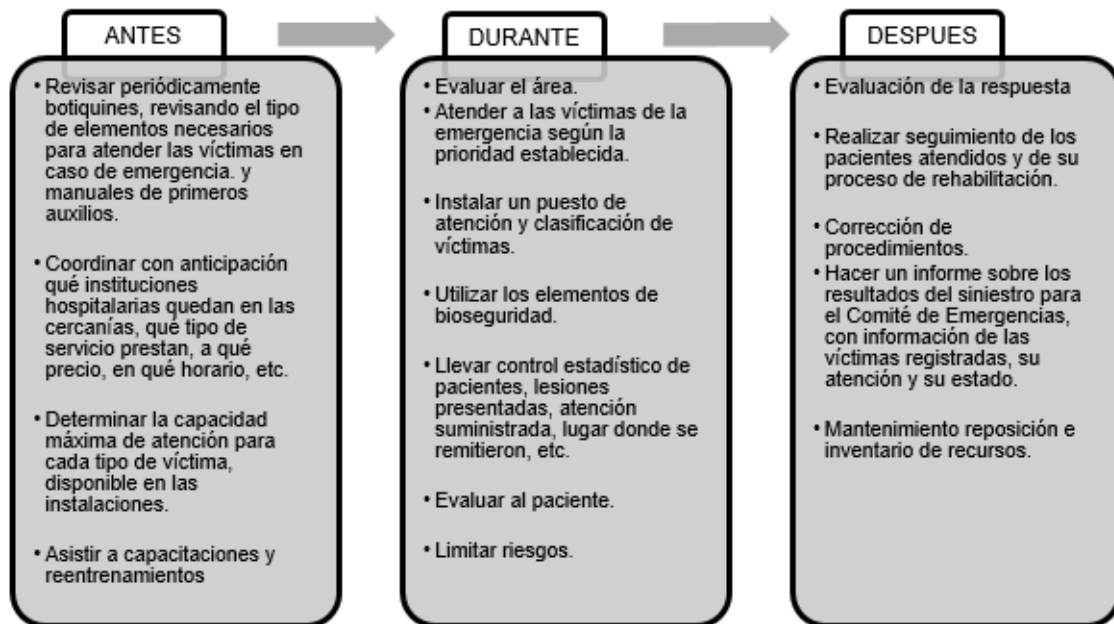 ANTES
• Revisar periódicamente
botiquines, revisando el tipo
de elementos necesarios
para atender las víctimas en
caso de emergencia. y
manuales de primeros
auxilios.
• Coordinar con anticipación
qué instituciones
hospitalarias quedan en las
cercanías, qué tipo de
servicio prestan, a qué
precio, en qué horario, etc.
• Determinar la capacidad
máxima de atención para
cada tipo de víctima,
disponible en las
instalaciones.
• Asistir a capacitaciones y
reentrenamientos
DURANTE
• Evaluar el área.
• Atender a las víctimas de la
emergencia según la
prioridad establecida.
• Instalar un puesto de
atención y clasificación de
víctimas.
• Utilizar los elementos de
bioseguridad.
• Llevar control estadístico de
pacientes, lesiones
presentadas, atención
suministrada, lugar donde se
remitieron, etc.
• Evaluar al paciente.
• Limitar riesgos.
DESPUES
• Evaluación de la respuesta
• Realizar seguimiento de los
pacientes atendidos y de su
proceso de rehabilitación.
• Corrección de
procedimientos.
• Hacer un informe sobre los
resultados del siniestro para
el Comité de Emergencias,
con información de las
víctimas registradas, su
atención y su estado.
• Mantenimiento reposición e
inventario de recursos.